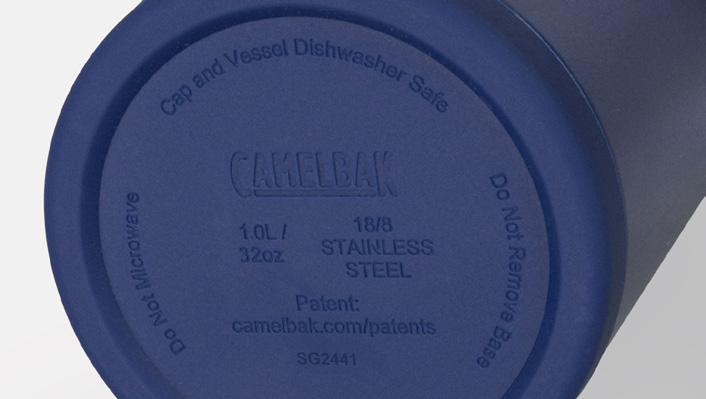 Cap and Vessel Dishwasher Safe
CAMELBAK
Do Not Microwave
1.0L /
32oz
18/8
STAINLESS
STEEL
Do Not Remove Base
Patent:
camelbak.com/patents
SG2441